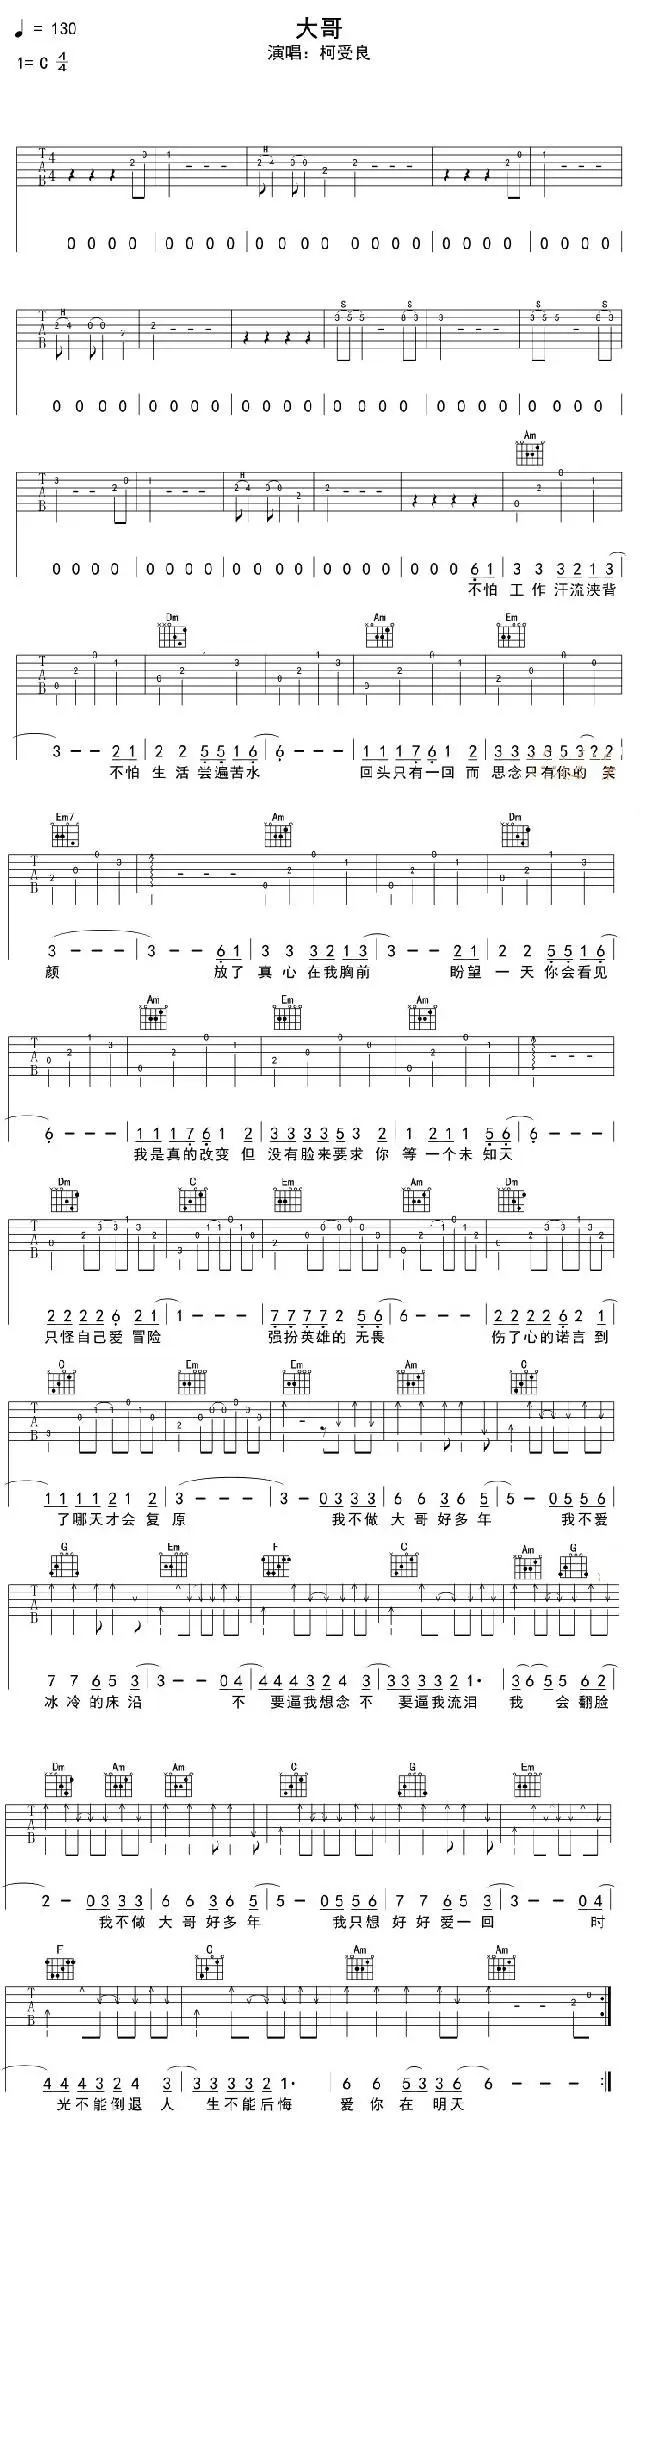 ♩ = 130
大哥
演唱：柯受良
1= C 4/4
0 0 0 0 | 0 0 0 0 | 0 0 0 0 0 0 0 0 | 0 0 0 0 | 0 0 0 0
0 0 0 0 | 0 0 0 0 | 0 0 0 0 | 0 0 0 0 | 0 0 0 0 | 0 0 0 0
Am
0 0 0 0 | 0 0 0 0 | 0 0 0 0 | 0 0 0 0 | 0 0 0 6 1 | 3 3 3 2 1 3
不怕 工 作 汗流浃背
Dm Am Em
3 - - 2 1 | 2 2 5 5 1 6 | 6 - - - | 1 1 1 7 6 1 2 | 3 3 3 3 5 3 2 2
不怕 生 活 尝遍苦水 回头只有一回 而 思念只有你的 笑
Em7 Am Dm
3 - - - | 3 - - 6 1 | 3 3 3 2 1 3 | 3 - - 2 1 | 2 2 5 5 1 6
颜 放了 真 心 在我胸前 盼望 一 天 你会看见
Am Em Am
6 - - - | 1 1 1 7 6 1 2 | 3 3 3 3 5 3 2 | 1 2 1 1 5 6 | 6 - - -
我是真的改变 但 没有脸来要求 你 等 一个未 知天
Dm C Em Am Dm
2 2 2 2 6 2 1 | 1 - - - | 7 7 7 7 2 5 6 | 6 - - - | 2 2 2 2 6 2 1
只怪自己爱 冒险 强扮英雄的 无畏 伤了心的诺言 到
C Em Em Am C
1 1 1 1 2 1 2 | 3 - - - | 3 - 0 3 3 3 | 6 6 3 6 5 | 5 - 0 5 5 6
了哪天才会 复 原 我不做 大 哥 好多 年 我不爱
G Em F C Am G
7 7 6 5 3 | 3 - - 0 4 | 4 4 4 3 2 4 3 | 3 3 3 3 2 1· | 3 6 5 5 6 2
冰 冷 的床 沿 不 要逼我想念 不 要逼我流泪 我 会 翻脸
Dm Am Am C G Em
2 - 0 3 3 3 | 6 6 3 6 5 | 5 - 0 5 5 6 | 7 7 6 5 3 | 3 - - 0 4
我不做 大 哥 好 多 年 我只想 好 好 爱 一 回 时
F C Am Am
4 4 4 3 2 4 3 | 3 3 3 3 2 1· | 6 6 5 3 3 6 6 - - - :|
光不能倒退 人 生不能后悔 爱 你 在 明天